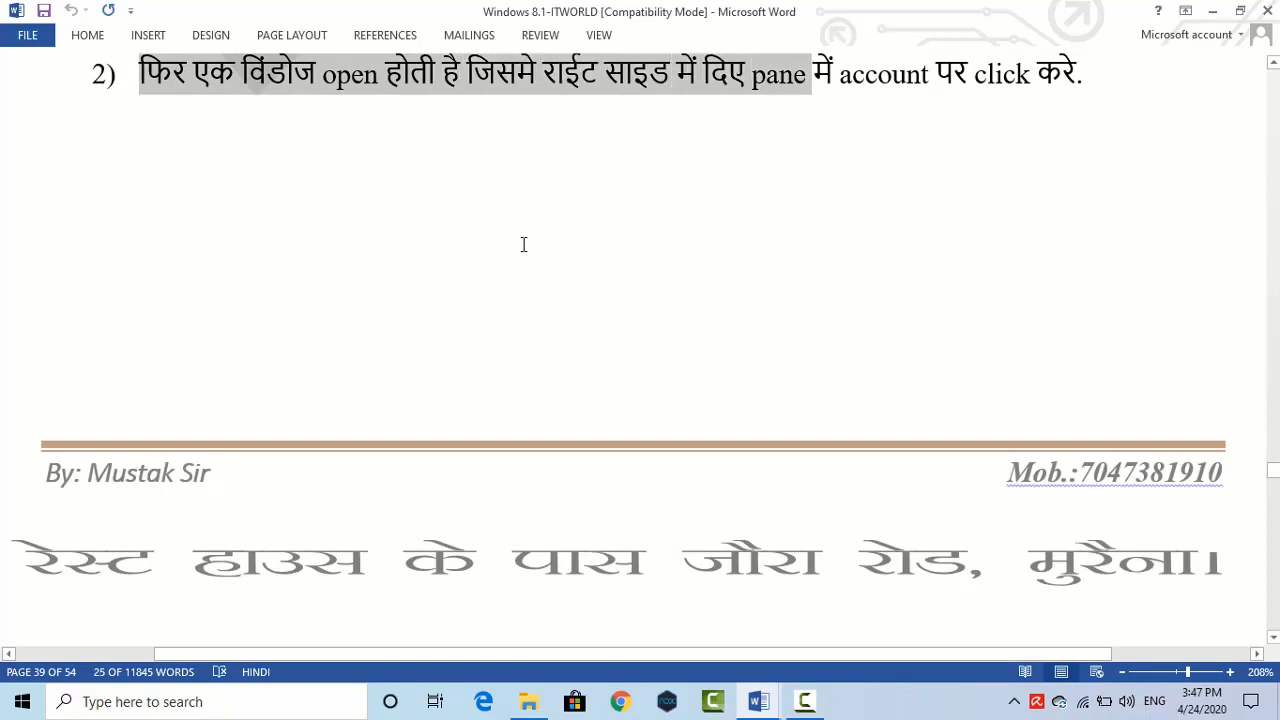 Windows 8.1-ITWORLD [Compatibility Mode] - Microsoft Word
FILE HOME INSERT DESIGN PAGE LAYOUT REFERENCES MAILINGS REVIEW VIEW Microsoft account
2) फिर एक विंडोज open होती है जिसमे राईट साइड में दिए pane में account पर click करे.
By: Mustak Sir Mob.:7047381910
रेस्ट हाउस के पास जौरा रोड, मुरैना।
PAGE 39 OF 54 25 OF 11845 WORDS HINDI 208%
Type here to search ENG 3:47 PM
4/24/2020